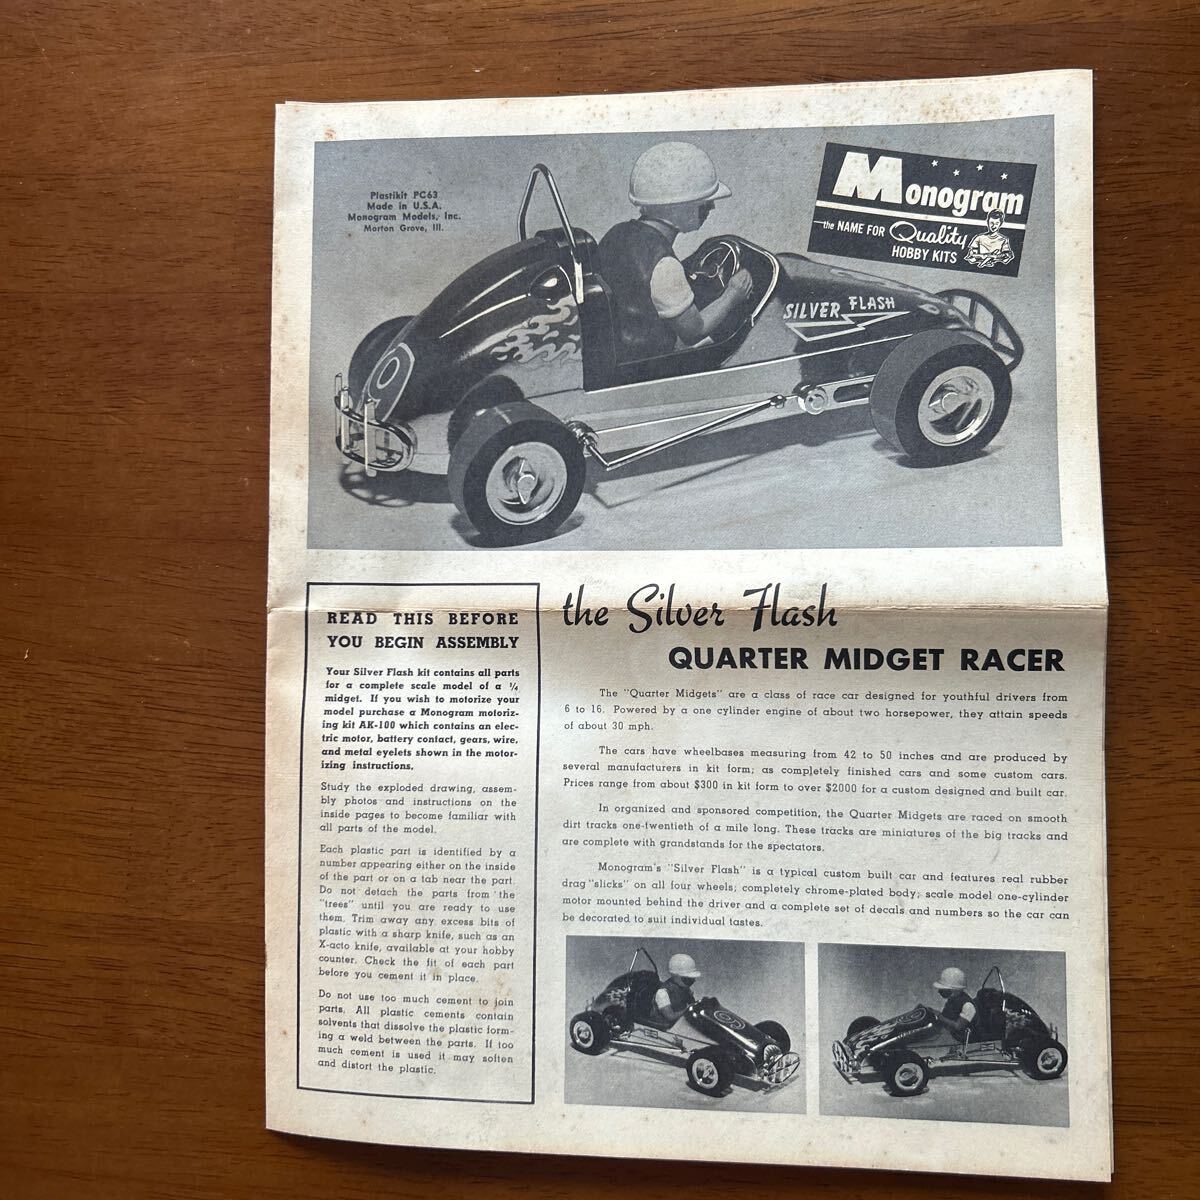 Plastikit PC63
Made in U.S.A.
Monogram Models, Inc.
Morton Grove, Ill.
Monogram
the NAME FOR Quality
HOBBY KITS
SILVER FLASH
READ THIS BEFORE
YOU BEGIN ASSEMBLY
Your Silver Flash kit contains all parts
for a complete scale model of a ¼
midget. If you wish to motorize your
model purchase a Monogram motoriz-
ing kit AK-100 which contains an elec-
tric motor, battery contact, gears, wire,
and metal eyelets shown in the motor-
izing instructions.
Study the exploded drawing, assem-
bly photos and instructions on the
inside pages to become familiar with
all parts of the model.
Each plastic part is identified by a
number appearing either on the inside
of the part or on a tab near the part.
Do not detach the parts from the
"trees" until you are ready to use
them. Trim away any excess bits of
plastic with a sharp knife, such as an
X-acto knife, available at your hobby
counter. Check the fit of each part
before you cement it in place.
Do not use too much cement to join
parts. All plastic cements contain
solvents that dissolve the plastic form-
ing a weld between the parts. If too
much cement is used it may soften
and distort the plastic.
the Silver Flash
QUARTER MIDGET RACER
The "Quarter Midgets" are a class of race car designed for youthful drivers from
6 to 16. Powered by a one cylinder engine of about two horsepower, they attain speeds
of about 30 mph.
The cars have wheelbases measuring from 42 to 50 inches and are produced by
several manufacturers in kit form; as completely finished cars and some custom cars.
Prices range from about $300 in kit form to over $2000 for a custom designed and built car.
In organized and sponsored competition, the Quarter Midgets are raced on smooth
dirt tracks one-twentieth of a mile long. These tracks are miniatures of the big tracks and
are complete with grandstands for the spectators.
Monogram's "Silver Flash" is a typical custom built car and features real rubber
drag "slicks" on all four wheels; completely chrome-plated body; scale model one-cylinder
motor mounted behind the driver and a complete set of decals and numbers so the car can
be decorated to suit individual tastes.